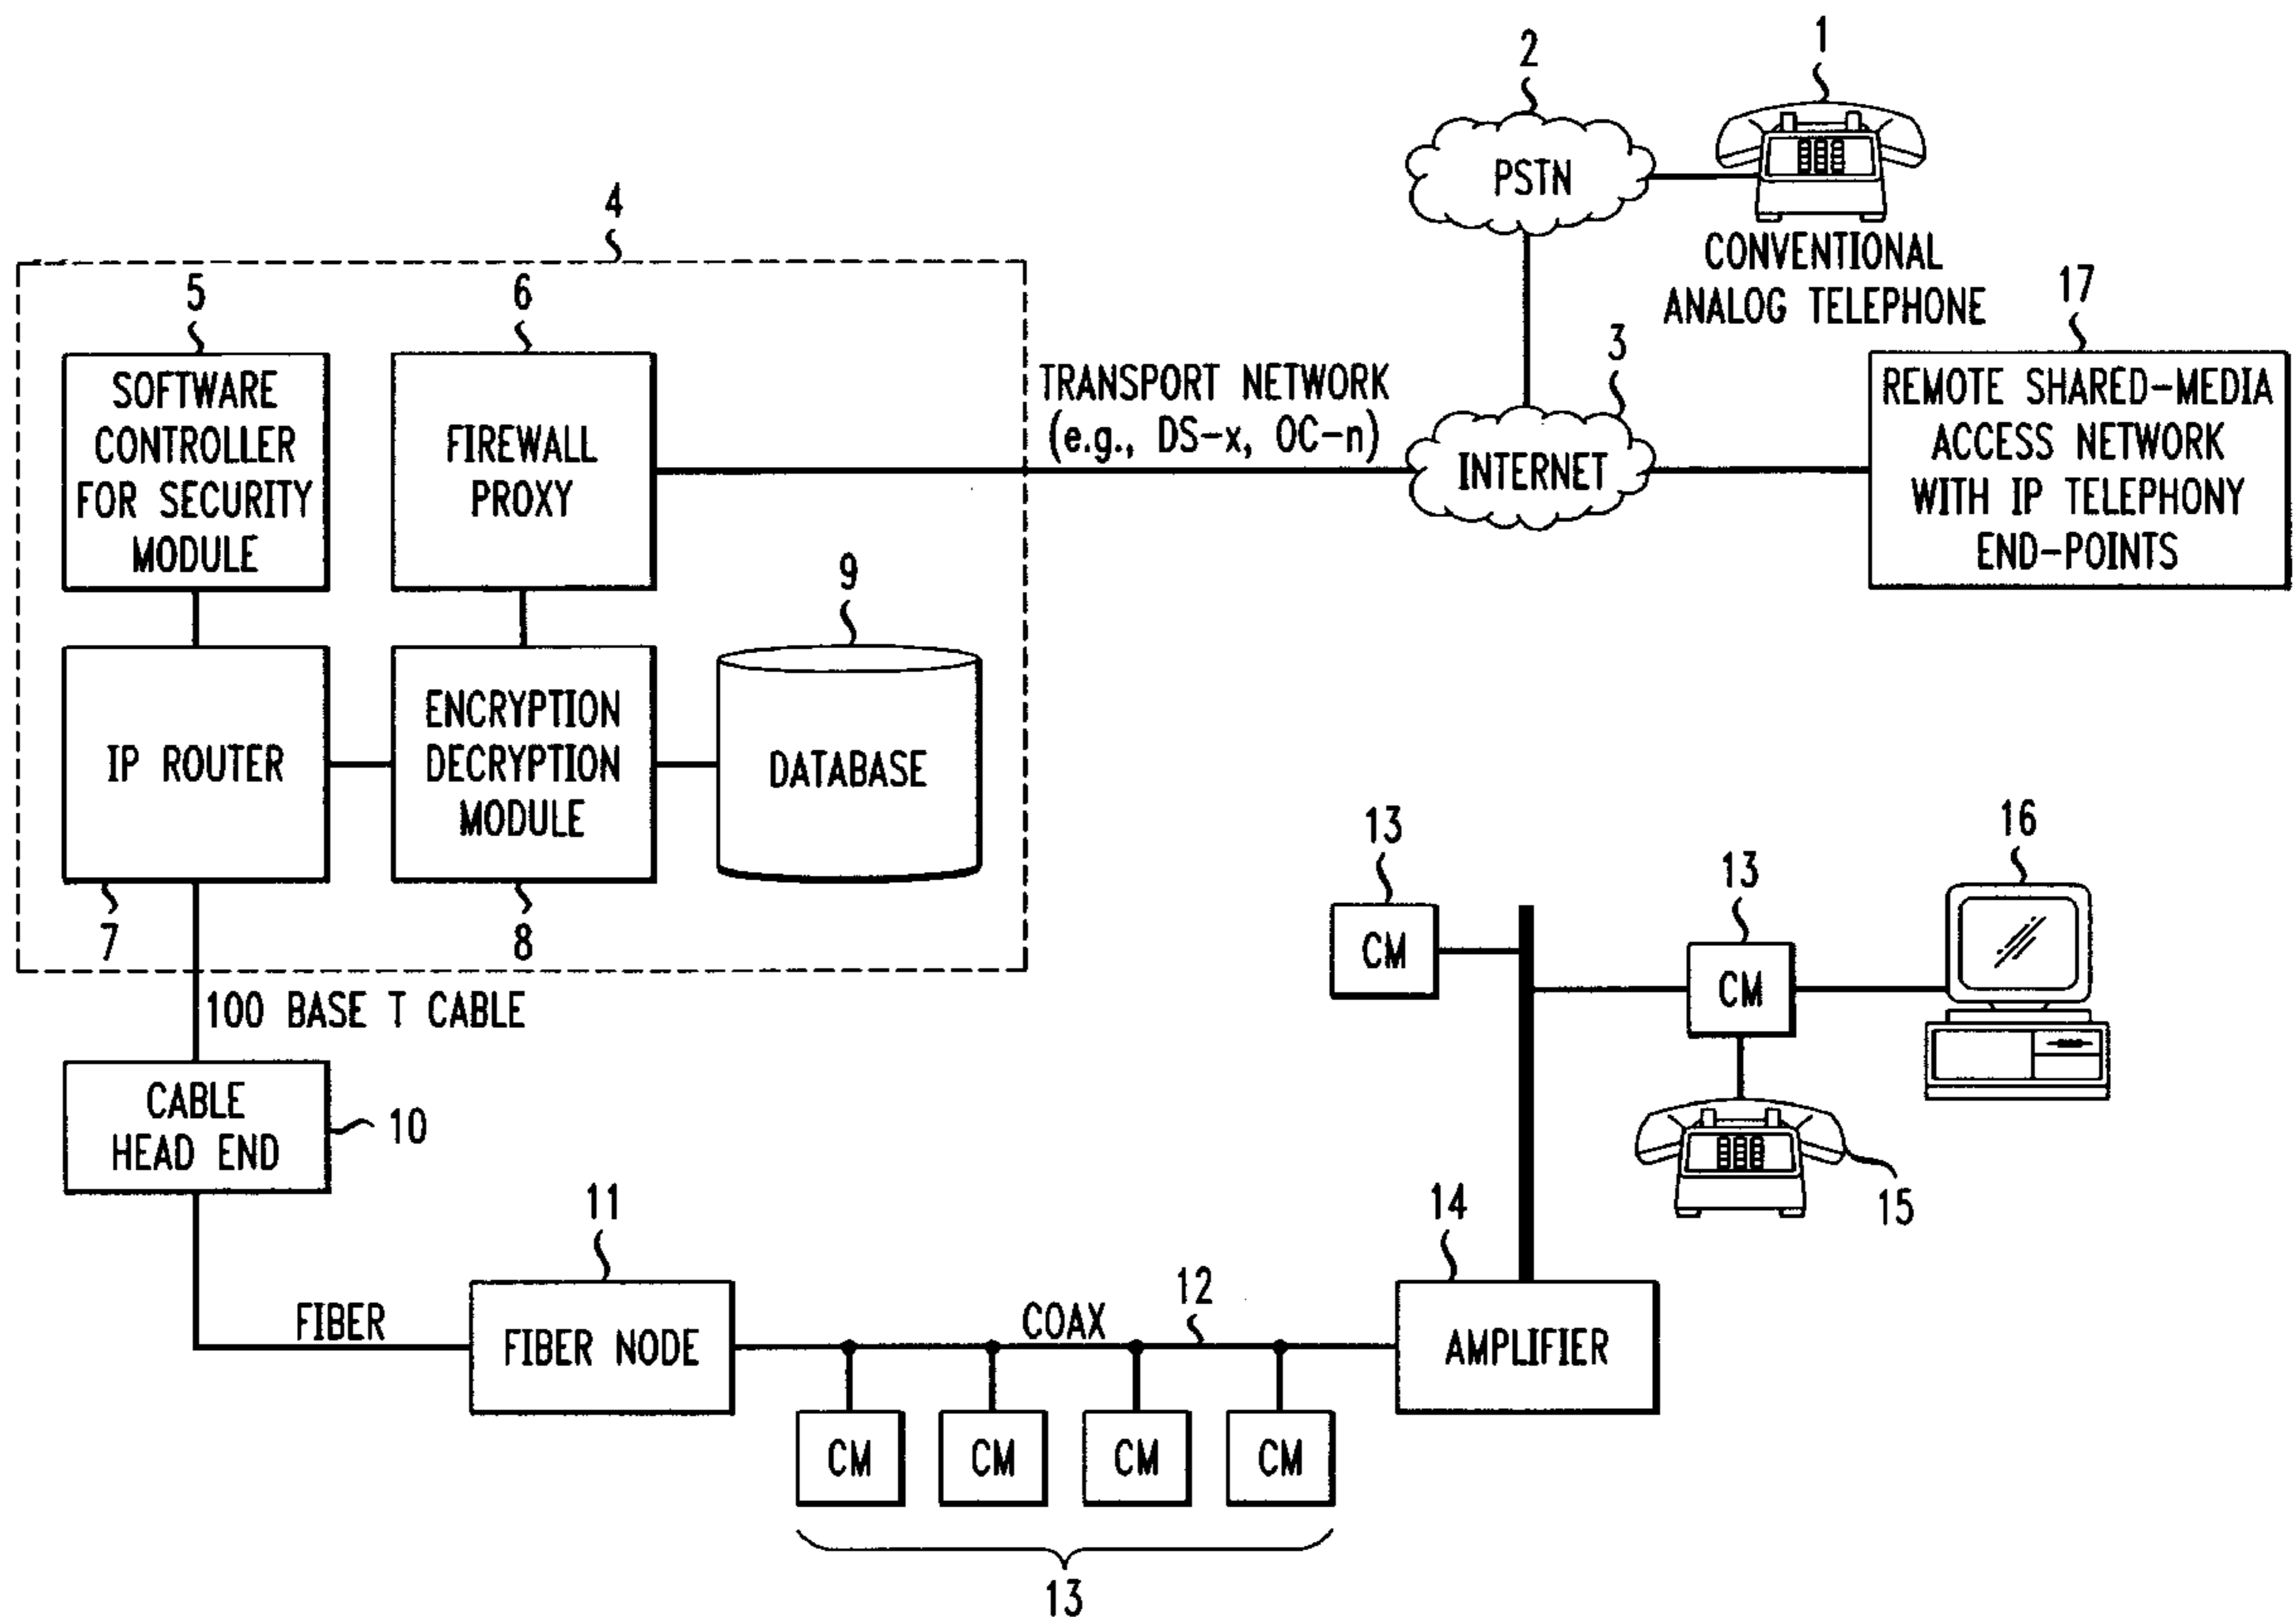 1
2
PSTN
CONVENTIONAL
ANALOG TELEPHONE
4
5
SOFTWARE
CONTROLLER
FOR SECURITY
MODULE
6
FIREWALL
PROXY
TRANSPORT NETWORK
(e.g., DS-x, OC-n)
3
INTERNET
17
REMOTE SHARED-MEDIA
ACCESS NETWORK
WITH IP TELEPHONY
END-POINTS
IP ROUTER
7
ENCRYPTION
DECRYPTION
MODULE
8
9
DATABASE
100 BASE T CABLE
CABLE
HEAD END
10
13
CM
13
CM
16
15
FIBER
11
FIBER NODE
COAX
12
14
AMPLIFIER
CM
CM
CM
CM
13